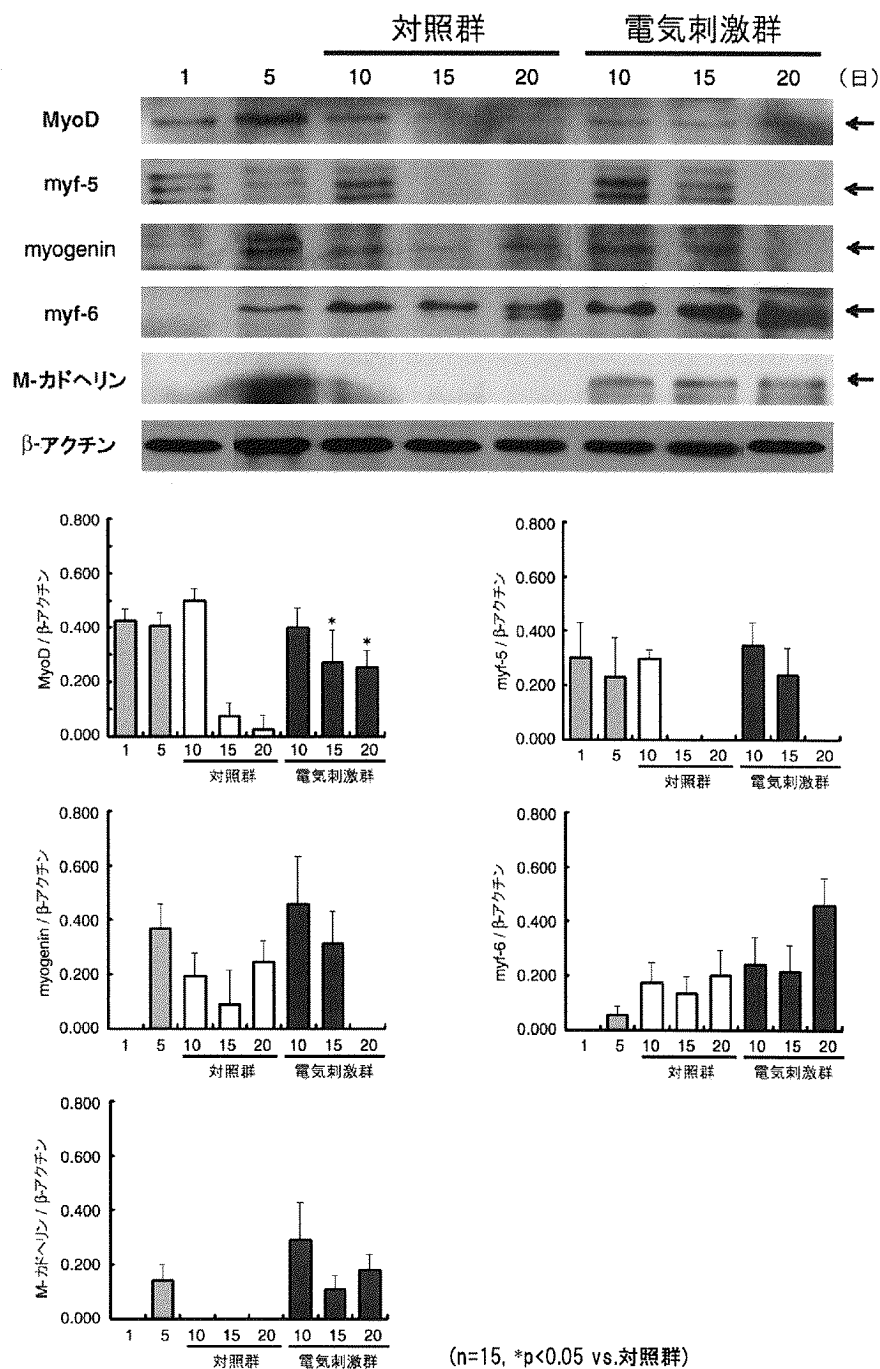 対照群 電気刺激群
1 5 10 15 20 10 15 20 (日)
MyoD
myf-5
myogenin
myf-6
M-カドヘリン
β-アクチン
MyoD / β-アクチン
0.800
0.600
0.400
0.200
0.000
* *
1 5 10 15 20 10 15 20
対照群 電気刺激群
myf-5 / β-アクチン
0.800
0.600
0.400
0.200
0.000
1 5 10 15 20 10 15 20
対照群 電気刺激群
myogenin / β-アクチン
0.800
0.600
0.400
0.200
0.000
1 5 10 15 20 10 15 20
対照群 電気刺激群
myf-6 / β-アクチン
0.800
0.600
0.400
0.200
0.000
1 5 10 15 20 10 15 20
対照群 電気刺激群
M-カドヘリン / β-アクチン
0.800
0.600
0.400
0.200
0.000
1 5 10 15 20 10 15 20
対照群 電気刺激群
(n=15, *p<0.05 vs.対照群)